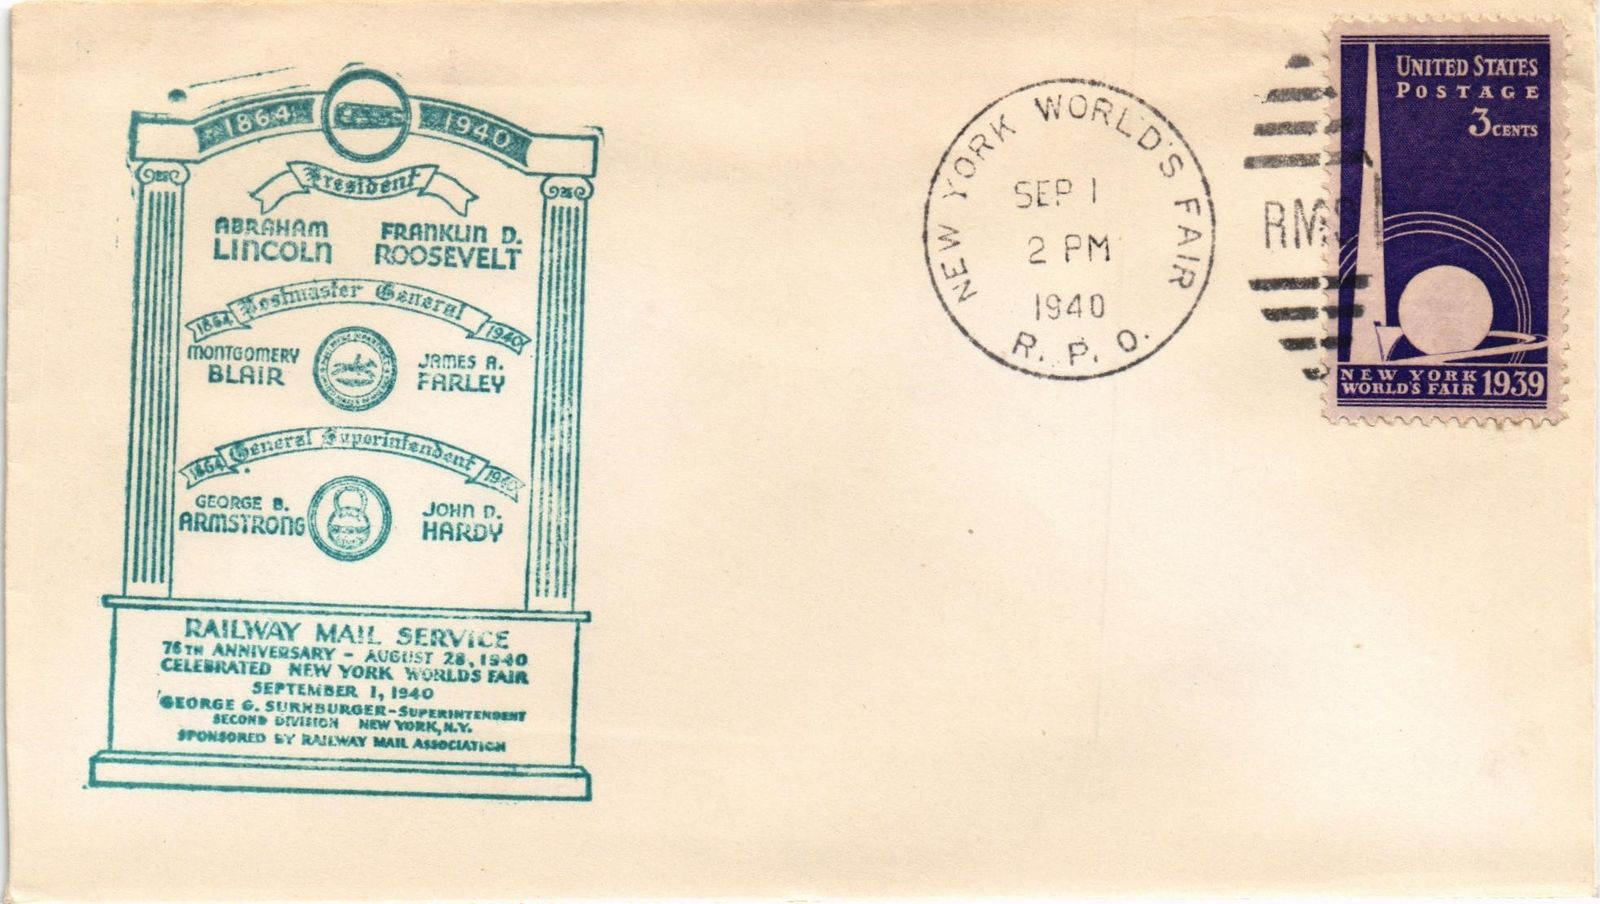 1864 1940
President
ABRAHAM
LINCOLN
FRANKLIN D.
ROOSEVELT
Postmaster General
1864 1940
MONTGOMERY
BLAIR
JAMES A.
FARLEY
General Superintendent
1864 1940
GEORGE B.
ARMSTRONG
JOHN D.
HARDY
RAILWAY MAIL SERVICE
76TH ANNIVERSARY - AUGUST 28, 1940
CELEBRATED NEW YORK WORLDS FAIR
SEPTEMBER 1, 1940
GEORGE G. SURNBURGER-SUPERINTENDENT
SECOND DIVISION NEW YORK, N.Y.
SPONSORED BY RAILWAY MAIL ASSOCIATION
NEW YORK WORLD'S FAIR
SEP 1
2 PM
1940
R. P. O.
RMS
UNITED STATES
POSTAGE
3 CENTS
NEW YORK
WORLD'S FAIR 1939